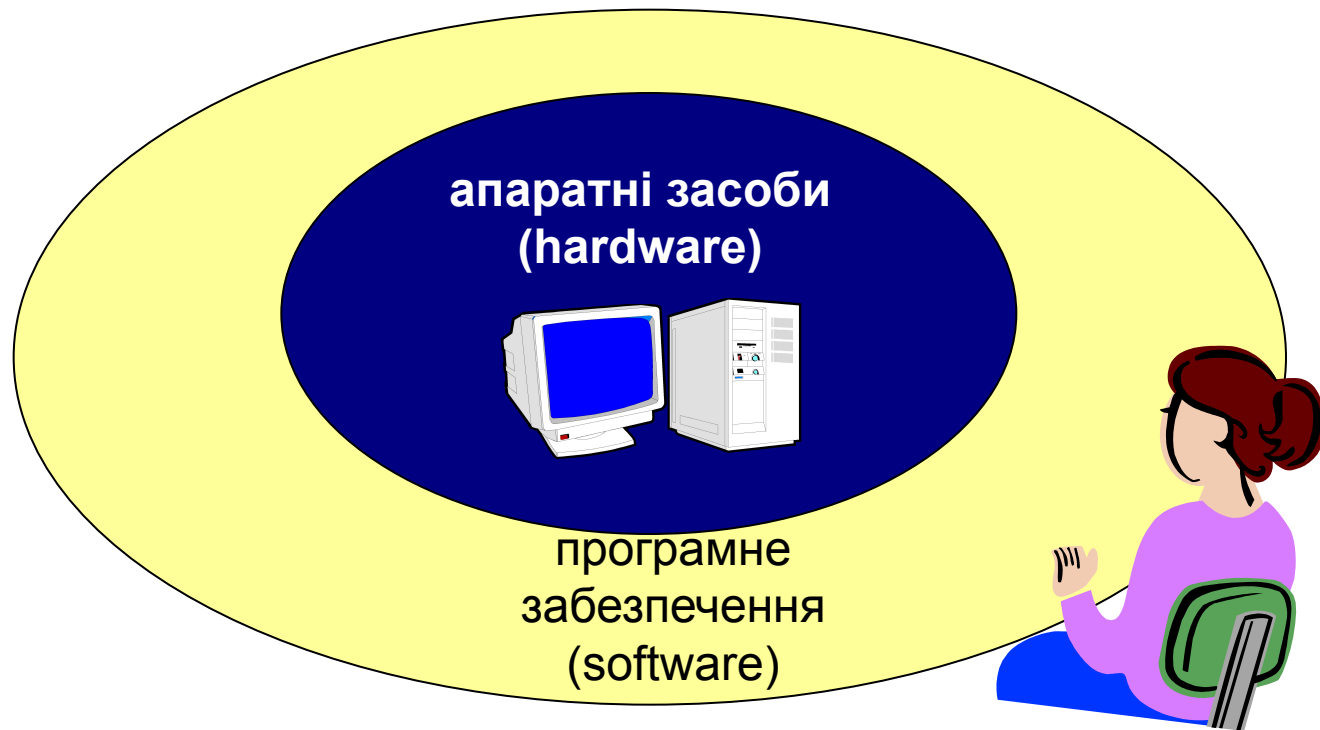 апаратні засоби
(hardware)
програмне
забезпечення
(software)